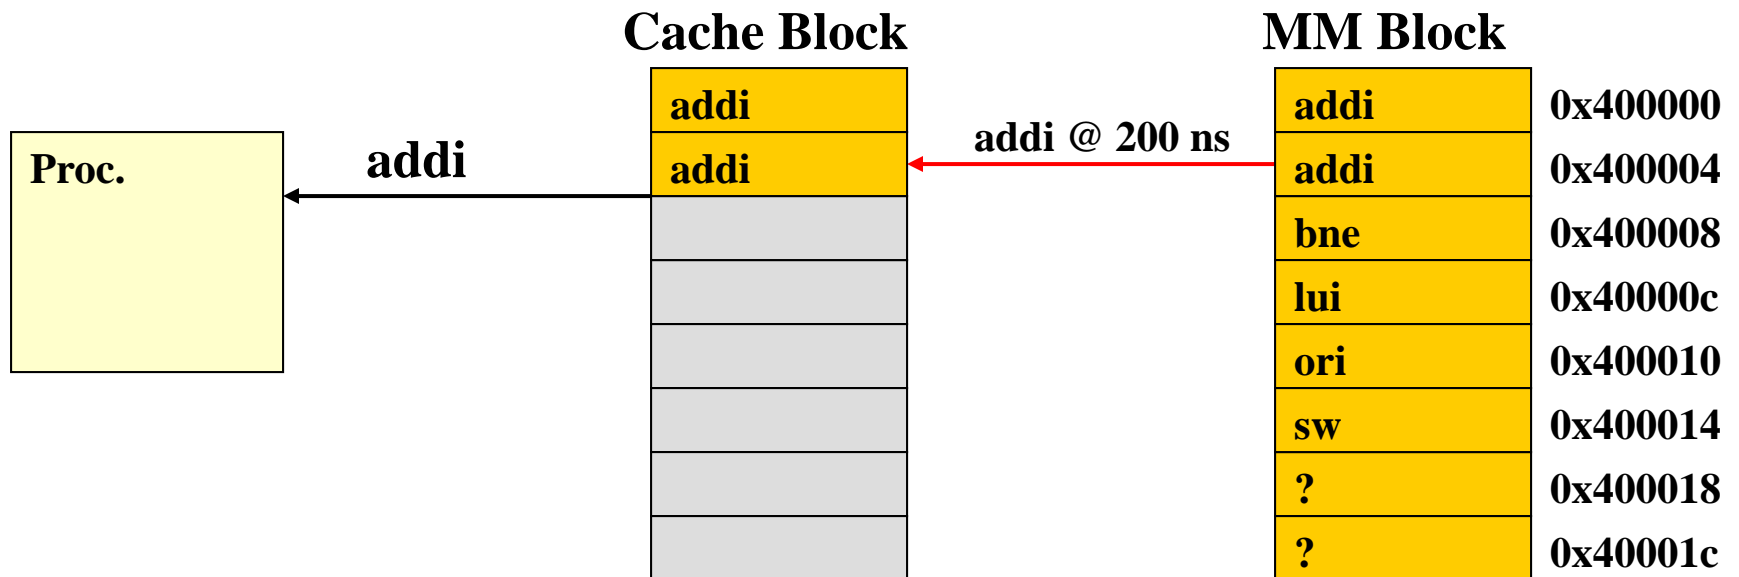 Cache Block MM Block
addi addi 0x400000
Proc. addi addi addi @ 200 ns addi 0x400004
bne 0x400008
lui 0x40000c
ori 0x400010
sw 0x400014
? 0x400018
? 0x40001c